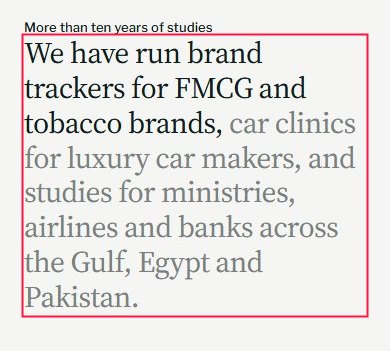 More than ten years of studies
We have run brand
trackers for FMCG and
tobacco brands, car clinics
for luxury car makers, and
studies for ministries,
airlines and banks across
the Gulf, Egypt and
Pakistan.